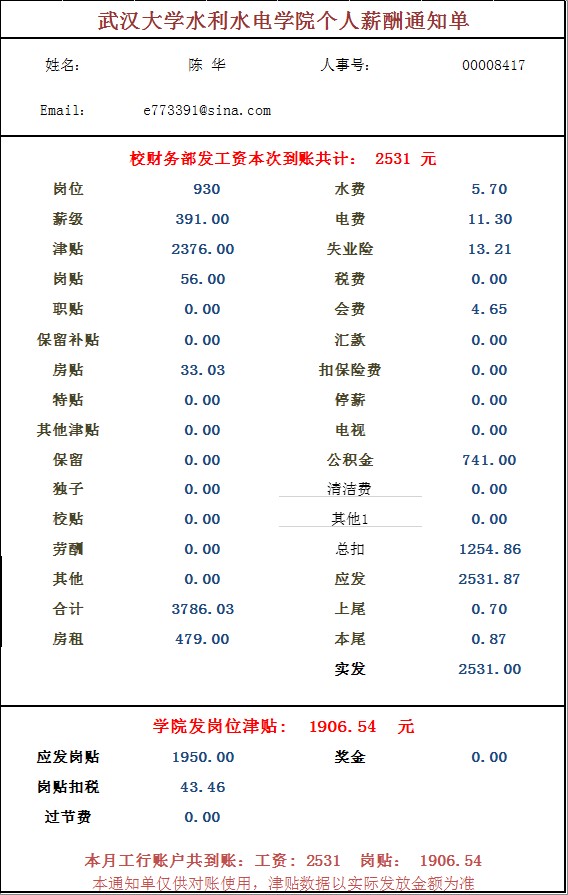 武汉大学水利水电学院个人薪酬通知单
姓名： 陈 华 人事号： 00008417
Email： e773391@sina.com
校财务部发工资本次到账共计： 2531 元
岗位 930 水费 5.70
薪级 391.00 电费 11.30
津贴 2376.00 失业险 13.21
岗贴 56.00 税费 0.00
职贴 0.00 会费 4.65
保留补贴 0.00 汇款 0.00
房贴 33.03 扣保险费 0.00
特贴 0.00 停薪 0.00
其他津贴 0.00 电视 0.00
保留 0.00 公积金 741.00
独子 0.00 清洁费 0.00
校贴 0.00 其他1 0.00
劳酬 0.00 总扣 1254.86
其他 0.00 应发 2531.87
合计 3786.03 上尾 0.70
房租 479.00 本尾 0.87
实发 2531.00
学院发岗位津贴： 1906.54 元
应发岗贴 1950.00 奖金 0.00
岗贴扣税 43.46
过节费 0.00
本月工行账户共到账：工资：2531 岗贴： 1906.54
本通知单仅供对账使用，津贴数据以实际发放金额为准